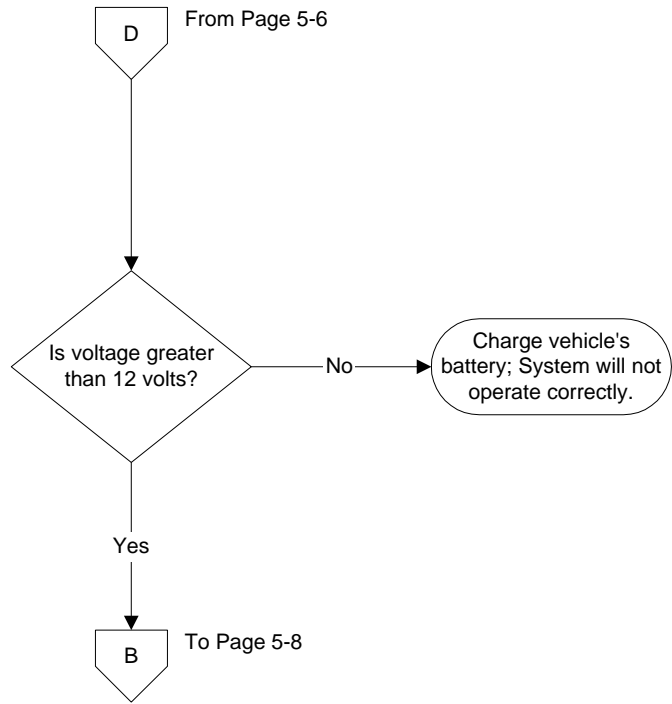 D
From Page 5-6
Is voltage greater
than 12 volts?
No
Charge vehicle's
battery; System will not
operate correctly.
Yes
B
To Page 5-8